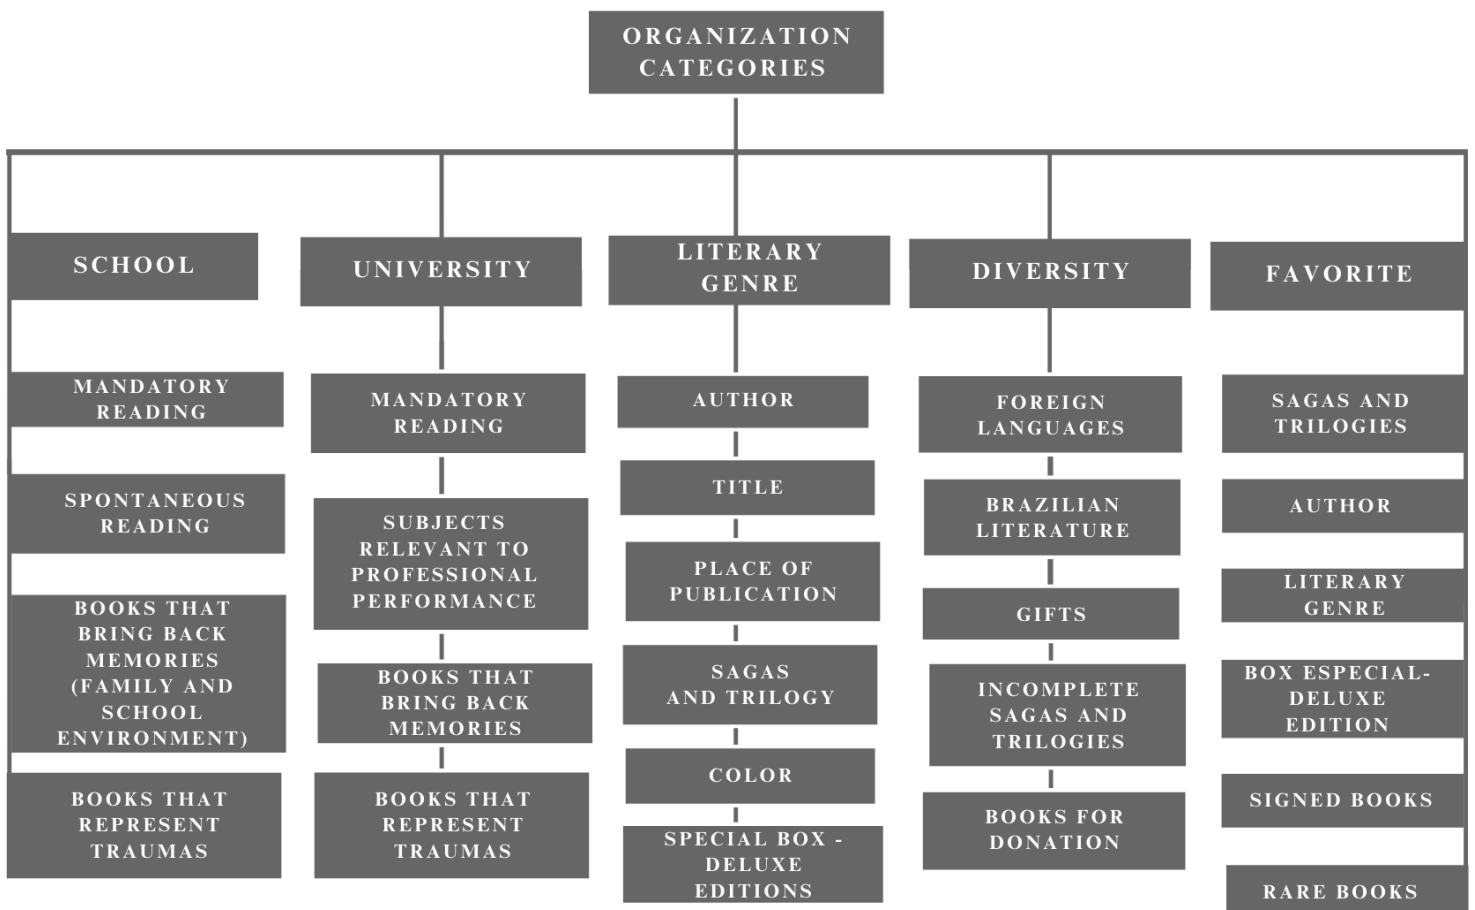 ORGANIZATION
CATEGORIES
SCHOOL
MANDATORY
READING
SPONTANEOUS
READING
BOOKS THAT
BRING BACK
MEMORIES
(FAMILY AND
SCHOOL
ENVIRONMENT)
BOOKS THAT
REPRESENT
TRAUMAS
UNIVERSITY
MANDATORY
READING
SUBJECTS
RELEVANT TO
PROFESSIONAL
PERFORMANCE
BOOKS THAT
BRING BACK
MEMORIES
BOOKS THAT
REPRESENT
TRAUMAS
LITERARY
GENRE
AUTHOR
TITLE
PLACE OF
PUBLICATION
SAGAS
AND TRILOGY
COLOR
SPECIAL BOX -
DELUXE
EDITIONS
DIVERSITY
FOREIGN
LANGUAGES
BRAZILIAN
LITERATURE
GIFTS
INCOMPLETE
SAGAS AND
TRILOGIES
BOOKS FOR
DONATION
FAVORITE
SAGAS AND
TRILOGIES
AUTHOR
LITERARY
GENRE
BOX ESPECIAL-
DELUXE
EDITION
SIGNED BOOKS
RARE BOOKS